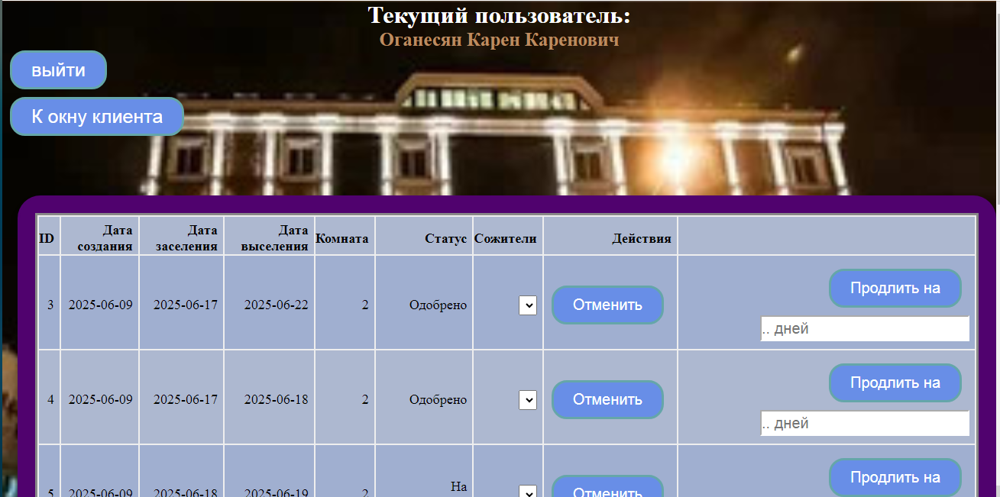 Текущий пользователь:
Оганесян Карен Каренович
выйти
К окну клиента
ID Дата создания Дата заселения Дата выселения Комната Статус Сожители Действия
3 2025-06-09 2025-06-17 2025-06-22 2 Одобрено Отменить Продлить на
.. дней
4 2025-06-09 2025-06-17 2025-06-18 2 Одобрено Отменить Продлить на
.. дней
5 2025-06-09 2025-06-18 2025-06-19 2 На Отменить Продлить на